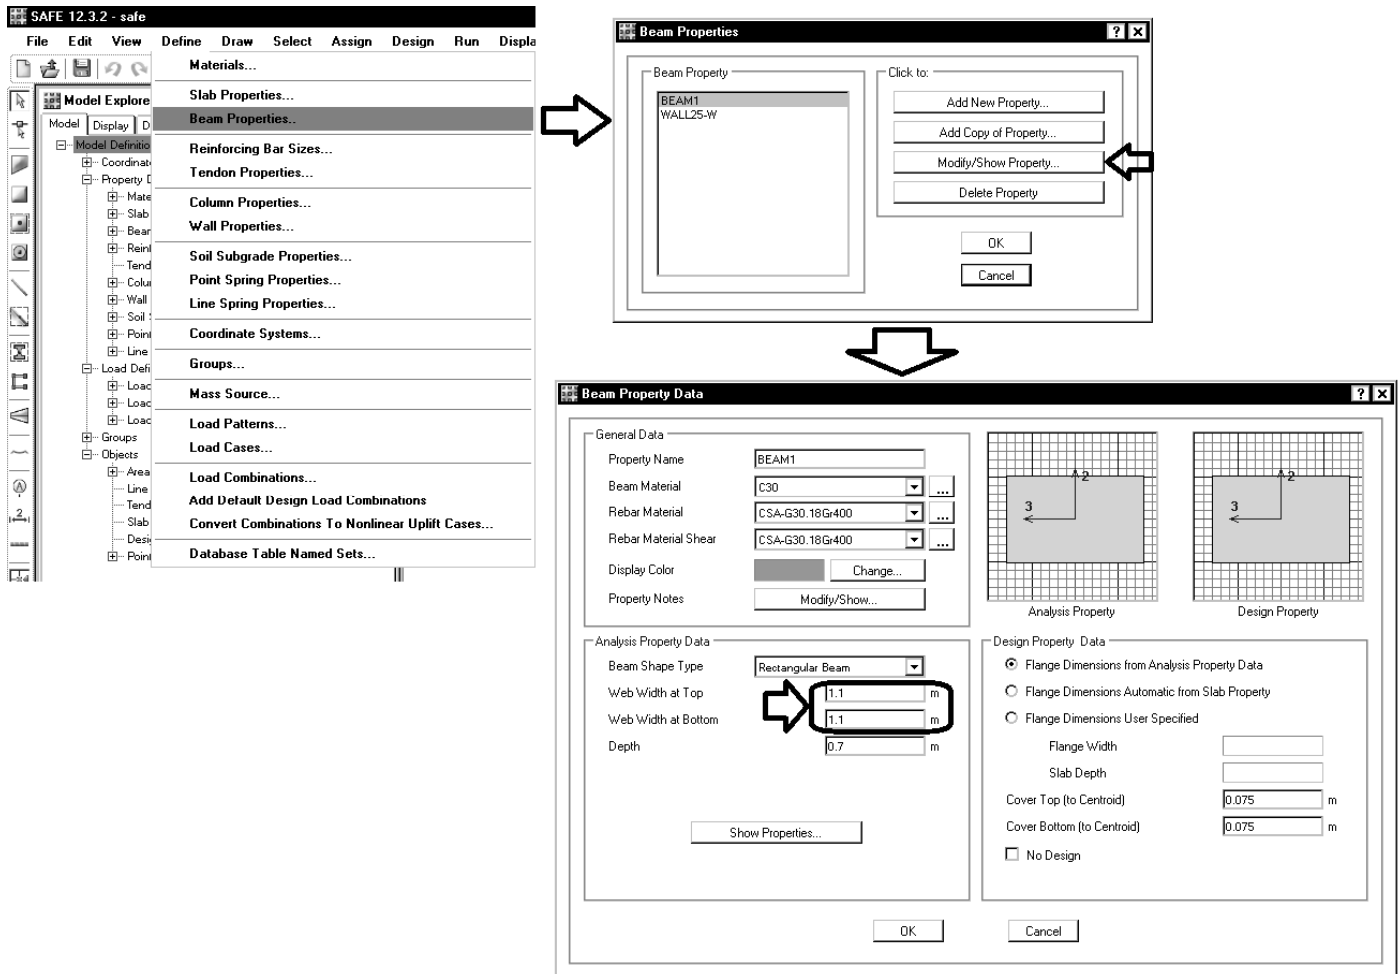 SAFE 12.3.2 - safe
File Edit View Define Draw Select Assign Design Run Displa
Model Explore
Model Display D
Model Definitio
Coordinat
Property D
Mate
Slab
Bear
Reinf
Tend
Colu
Wall
Soil
Point
Line
Load Defi
Load
Load
Load
Groups
Objects
Area
Line
Tend
Slab
Desi
Point
Materials...
Slab Properties...
Beam Properties..
Reinforcing Bar Sizes...
Tendon Properties...
Column Properties...
Wall Properties...
Soil Subgrade Properties...
Point Spring Properties...
Line Spring Properties...
Coordinate Systems...
Groups...
Mass Source...
Load Patterns...
Load Cases...
Load Combinations...
Add Default Design Load Combinations
Convert Combinations To Nonlinear Uplift Cases...
Database Table Named Sets...
Beam Properties
Beam Property
BEAM1
WALL25-W
Click to:
Add New Property...
Add Copy of Property...
Modify/Show Property...
Delete Property
OK
Cancel
Beam Property Data
General Data
Property Name BEAM1
Beam Material C30 ...
Rebar Material CSA-G30.18Gr400 ...
Rebar Material Shear CSA-G30.18Gr400 ...
Display Color Change...
Property Notes Modify/Show...
2
3
Analysis Property
2
3
Design Property
Analysis Property Data
Beam Shape Type Rectangular Beam
Web Width at Top 1.1 m
Web Width at Bottom 1.1 m
Depth 0.7 m
Show Properties...
Design Property Data
Flange Dimensions from Analysis Property Data
Flange Dimensions Automatic from Slab Property
Flange Dimensions User Specified
Flange Width
Slab Depth
Cover Top (to Centroid) 0.075 m
Cover Bottom (to Centroid) 0.075 m
No Design
OK Cancel